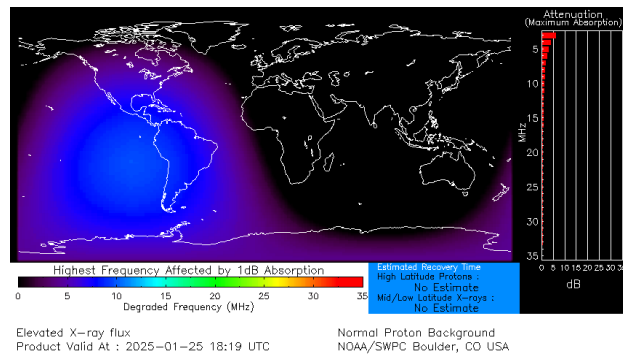 Attenuation
(Maximum Absorption)
5
10
15
20
25
30
35
MHz
0 5 10 15 20 25 30 35
dB
Highest Frequency Affected by 1dB Absorption
0 5 10 15 20 25 30 35
Degraded Frequency (MHz)
Estimated Recovery Time
High Latitude Protons :
No Estimate
Mid/Low Latitude X-rays :
No Estimate
Elevated X-ray flux
Normal Proton Background
Product Valid At : 2025-01-25 18:19 UTC
NOAA/SWPC Boulder, CO USA